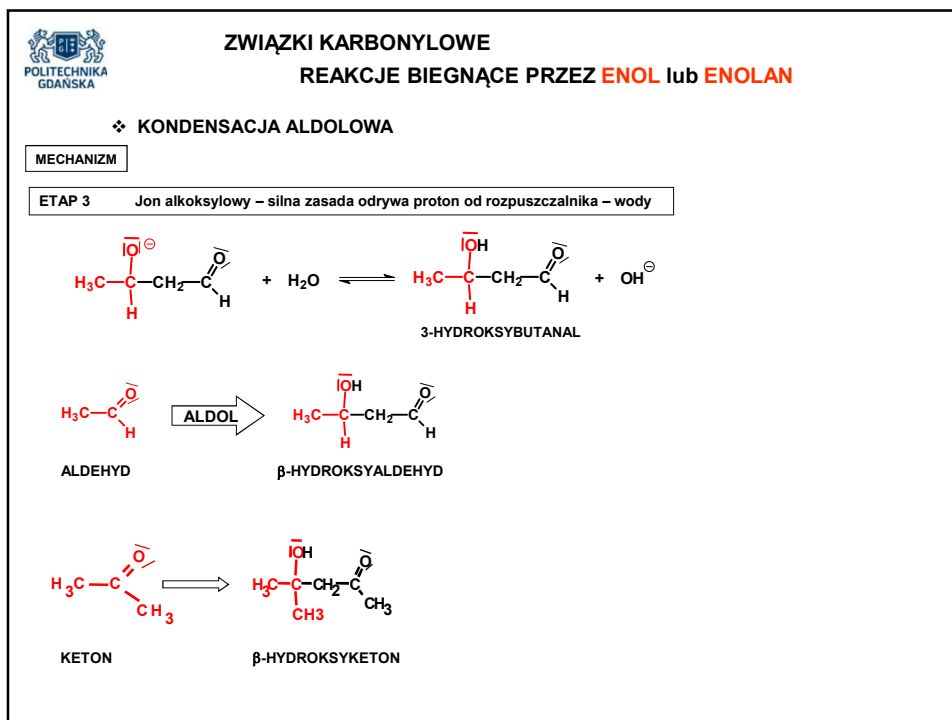 POLITECHNIKA
GDAŃSKA
ZWIĄZKI KARBONYLOWE
REAKCJE BIEGNĄCE PRZEZ ENOL lub ENOLAN
❖ KONDENSACJA ALDOLOWA
MECHANIZM
ETAP 3 Jon alkoksylowy – silna zasada odrywa proton od rozpuszczalnika – wody
O ⊖ O
H₃C C CH₂ C H H + H₂O ⇌ OH O H₃C C CH₂ C H H + OH⊖
3-HYDROKSYBUTANAL
O
H₃C C H ALDOL OH O H₃C C CH₂ C H H
ALDEHYD β-HYDROKSYALDEHYD
O
H₃C C CH₃ OH O H₃C C CH₂ C CH3 CH₃
KETON β-HYDROKSYKETON